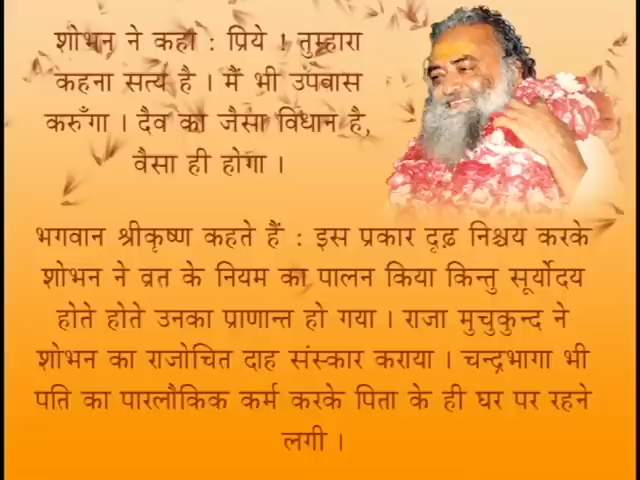 शोभन ने कहा : प्रिये ! तुम्हारा
कहना सत्य है । मैं भी उपवास
करुँगा । दैव का जैसा विधान है,
वैसा ही होगा ।
भगवान श्रीकृष्ण कहते हैं : इस प्रकार दृढ़ निश्चय करके
शोभन ने व्रत के नियम का पालन किया किन्तु सूर्योदय
होते होते उनका प्राणान्त हो गया । राजा मुचुकुन्द ने
शोभन का राजोचित दाह संस्कार कराया । चन्द्रभागा भी
पति का पारलौकिक कर्म करके पिता के ही घर पर रहने
लगी ।